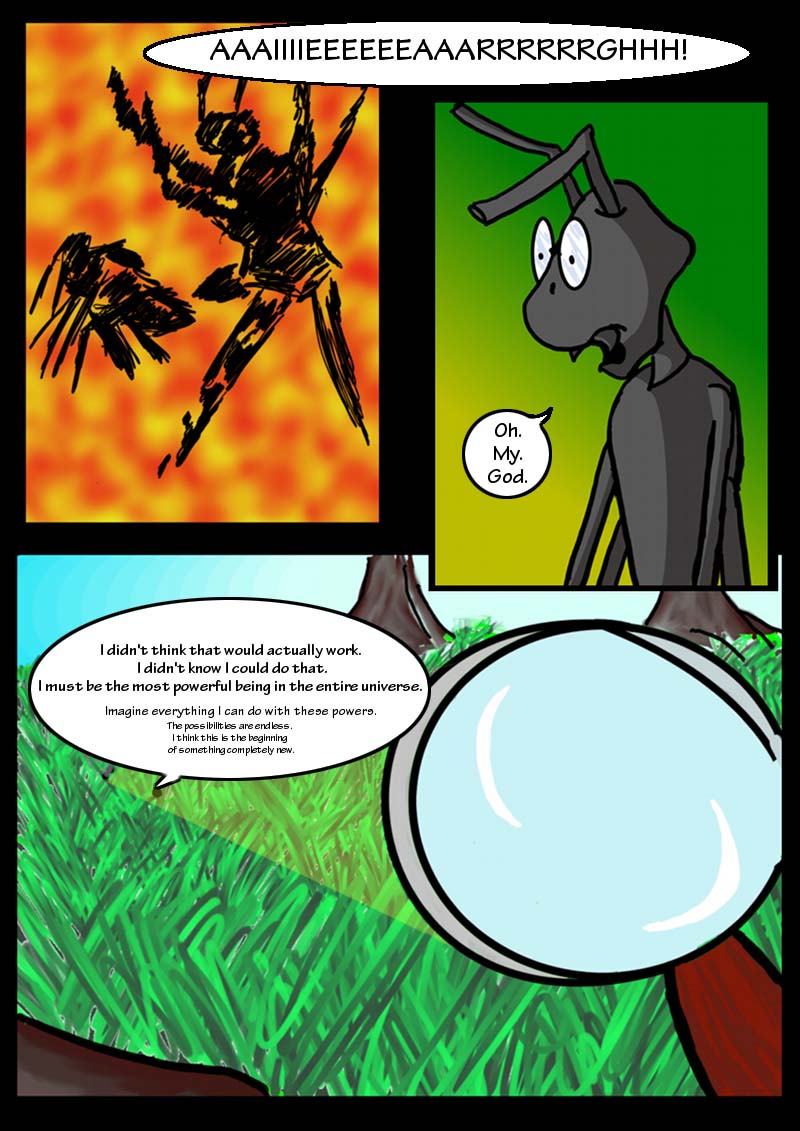 AAAIIIIEEEEEEAAARRRRRRGHHH!
Oh.
My.
God.
I didn't think that would actually work.
I didn't know I could do that.
I must be the most powerful being in the entire universe.
Imagine everything I can do with these powers.
The possibilities are endless.
I think this is the beginning
of something completely new.